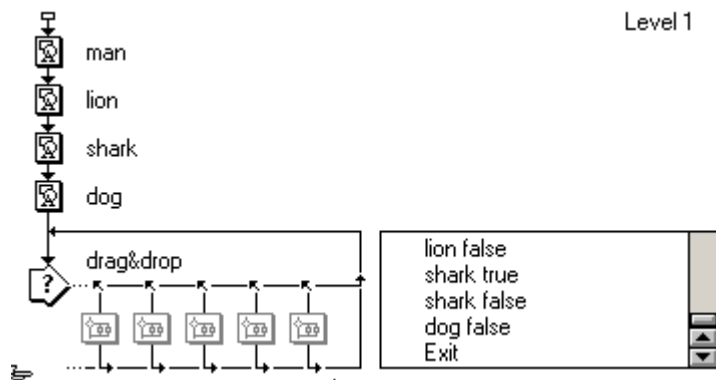 Level 1
man
lion
shark
dog
drag&drop
?
lion false
shark true
shark false
dog false
Exit